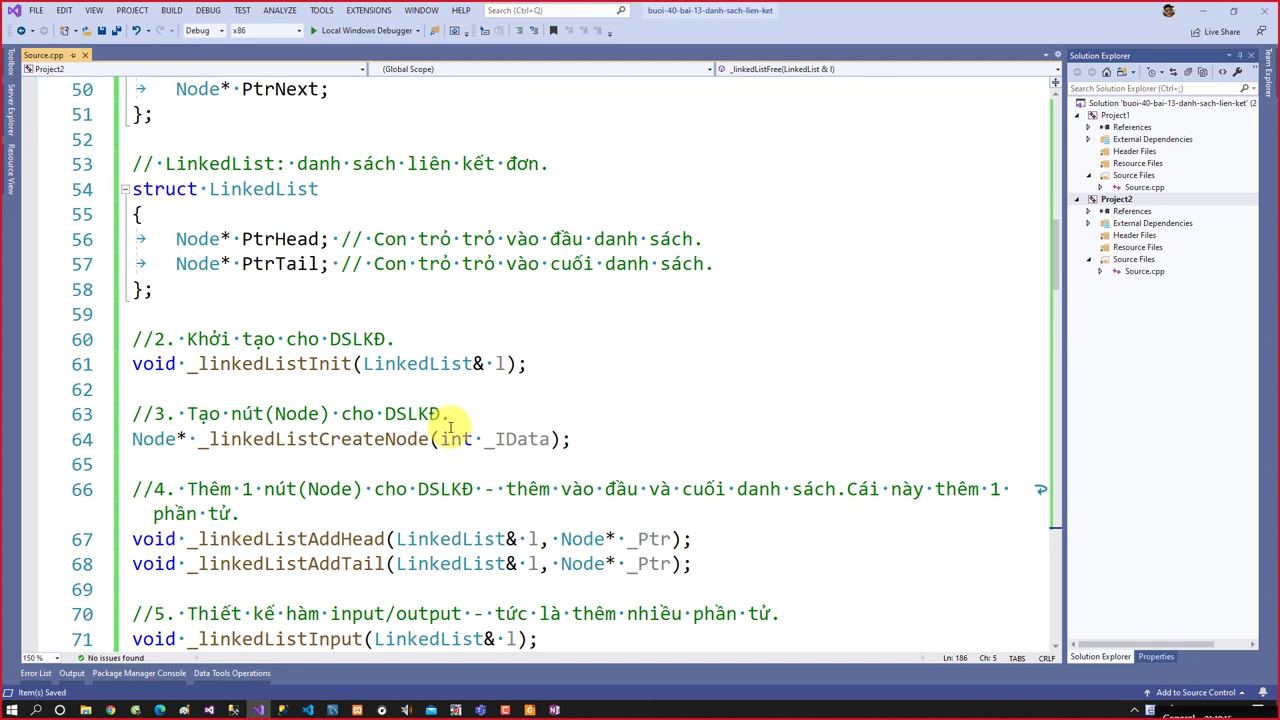 FILE EDIT VIEW PROJECT BUILD DEBUG TEST ANALYZE TOOLS EXTENSIONS WINDOW HELP Search (Ctrl+Q) buoi-40-bai-13-danh-sach-lien-ket
Debug x86 Local Windows Debugger Live Share
Source.cpp
Project2 (Global Scope) _linkedListFree(LinkedList & l)
Toolbox
Server Explorer
Resource View
50 Node* PtrNext;
51 };
52
53 // LinkedList: danh sách liên kết đơn.
54 struct LinkedList
55 {
56 Node* PtrHead; // Con trỏ trỏ vào đầu danh sách.
57 Node* PtrTail; // Con trỏ trỏ vào cuối danh sách.
58 };
59
60 //2. Khởi tạo cho DSLKĐ.
61 void _linkedListInit(LinkedList& l);
62
63 //3. Tạo nút(Node) cho DSLKĐ.
64 Node* _linkedListCreateNode(int _IData);
65
66 //4. Thêm 1 nút(Node) cho DSLKĐ - thêm vào đầu và cuối danh sách.Cái này thêm 1
phần tử.
67 void _linkedListAddHead(LinkedList& l, Node* _Ptr);
68 void _linkedListAddTail(LinkedList& l, Node* _Ptr);
69
70 //5. Thiết kế hàm input/output - tức là thêm nhiều phần tử.
71 void _linkedListInput(LinkedList& l);
150 % No issues found Ln: 186 Ch: 5 TABS CRLF
Error List Output Package Manager Console Data Tools Operations
Item(s) Saved Add to Source Control
Solution Explorer
Search Solution Explorer (Ctrl+;)
Solution 'buoi-40-bai-13-danh-sach-lien-ket' (2
Project1
References
External Dependencies
Header Files
Resource Files
Source Files
Source.cpp
Project2
References
External Dependencies
Header Files
Resource Files
Source Files
Source.cpp
Solution Explorer Properties
Team Explorer